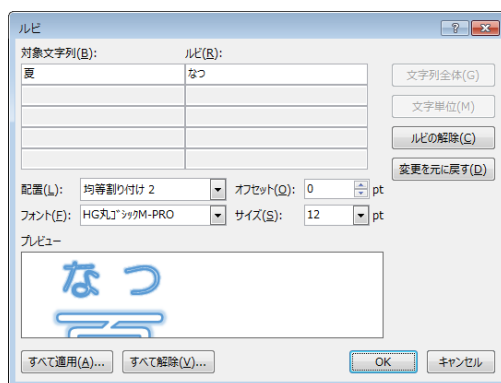 ルビ
対象文字列(B): ルビ(R):
夏 なつ
文字列全体(G)
文字単位(M)
ルビの解除(C)
変更を元に戻す(D)
配置(L): 均等割り付け 2 オフセット(O): 0 pt
フォント(F): HG丸ゴシックM-PRO サイズ(S): 12 pt
プレビュー
なつ
すべて適用(A)... すべて解除(V)... OK キャンセル